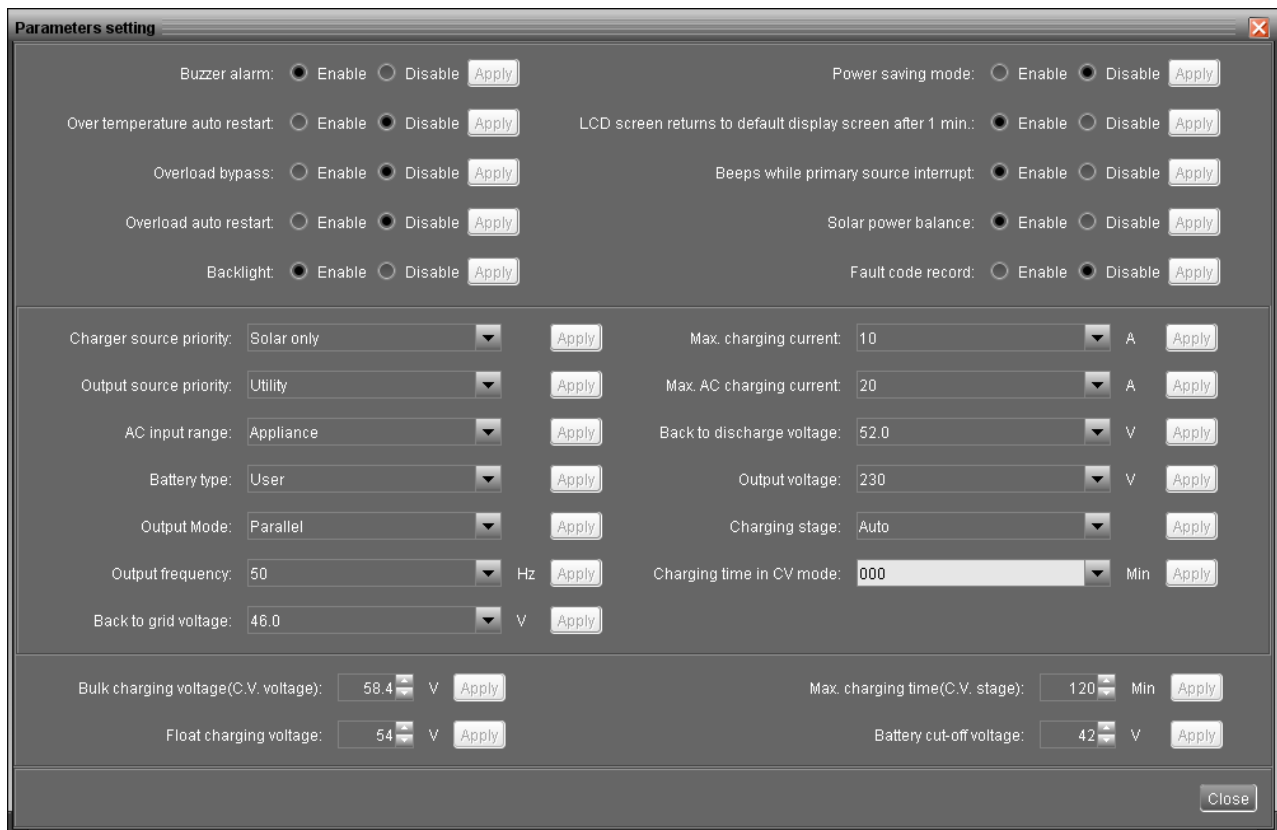 Parameters setting
Buzzer alarm: Enable Disable Apply Power saving mode: Enable Disable Apply
Over temperature auto restart: Enable Disable Apply LCD screen returns to default display screen after 1 min.: Enable Disable Apply
Overload bypass: Enable Disable Apply Beeps while primary source interrupt: Enable Disable Apply
Overload auto restart: Enable Disable Apply Solar power balance: Enable Disable Apply
Backlight: Enable Disable Apply Fault code record: Enable Disable Apply
Charger source priority: Solar only Apply Max. charging current: 10 A Apply
Output source priority: Utility Apply Max. AC charging current: 20 A Apply
AC input range: Appliance Apply Back to discharge voltage: 52.0 V Apply
Battery type: User Apply Output voltage: 230 V Apply
Output Mode: Parallel Apply Charging stage: Auto Apply
Output frequency: 50 Hz Apply Charging time in CV mode: 000 Min Apply
Back to grid voltage: 46.0 V Apply
Bulk charging voltage(C.V. voltage): 58.4 V Apply Max. charging time(C.V. stage): 120 Min Apply
Float charging voltage: 54 V Apply Battery cut-off voltage: 42 V Apply
Close